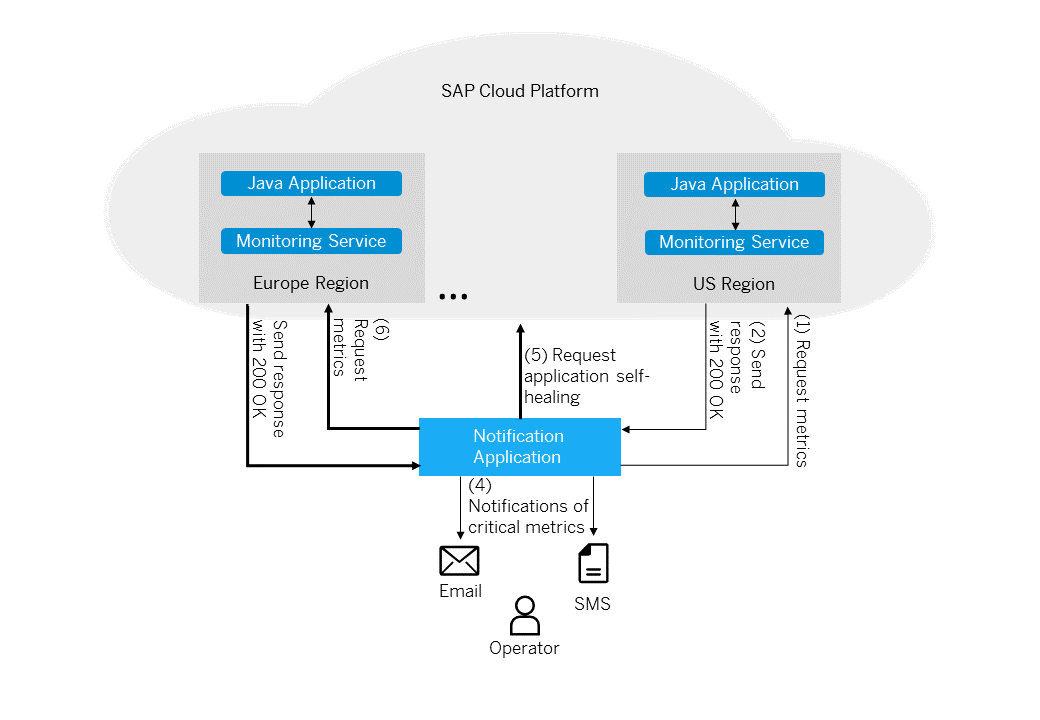 SAP Cloud Platform
Java Application
Monitoring Service
Europe Region
Java Application
Monitoring Service
US Region
...
Send response
with 200 OK
(6)
Request
metrics
(5) Request
application self-
healing
(2) Send
response
with 200 OK
(1) Request metrics
Notification
Application
(4)
Notifications of
critical metrics
Email
SMS
Operator